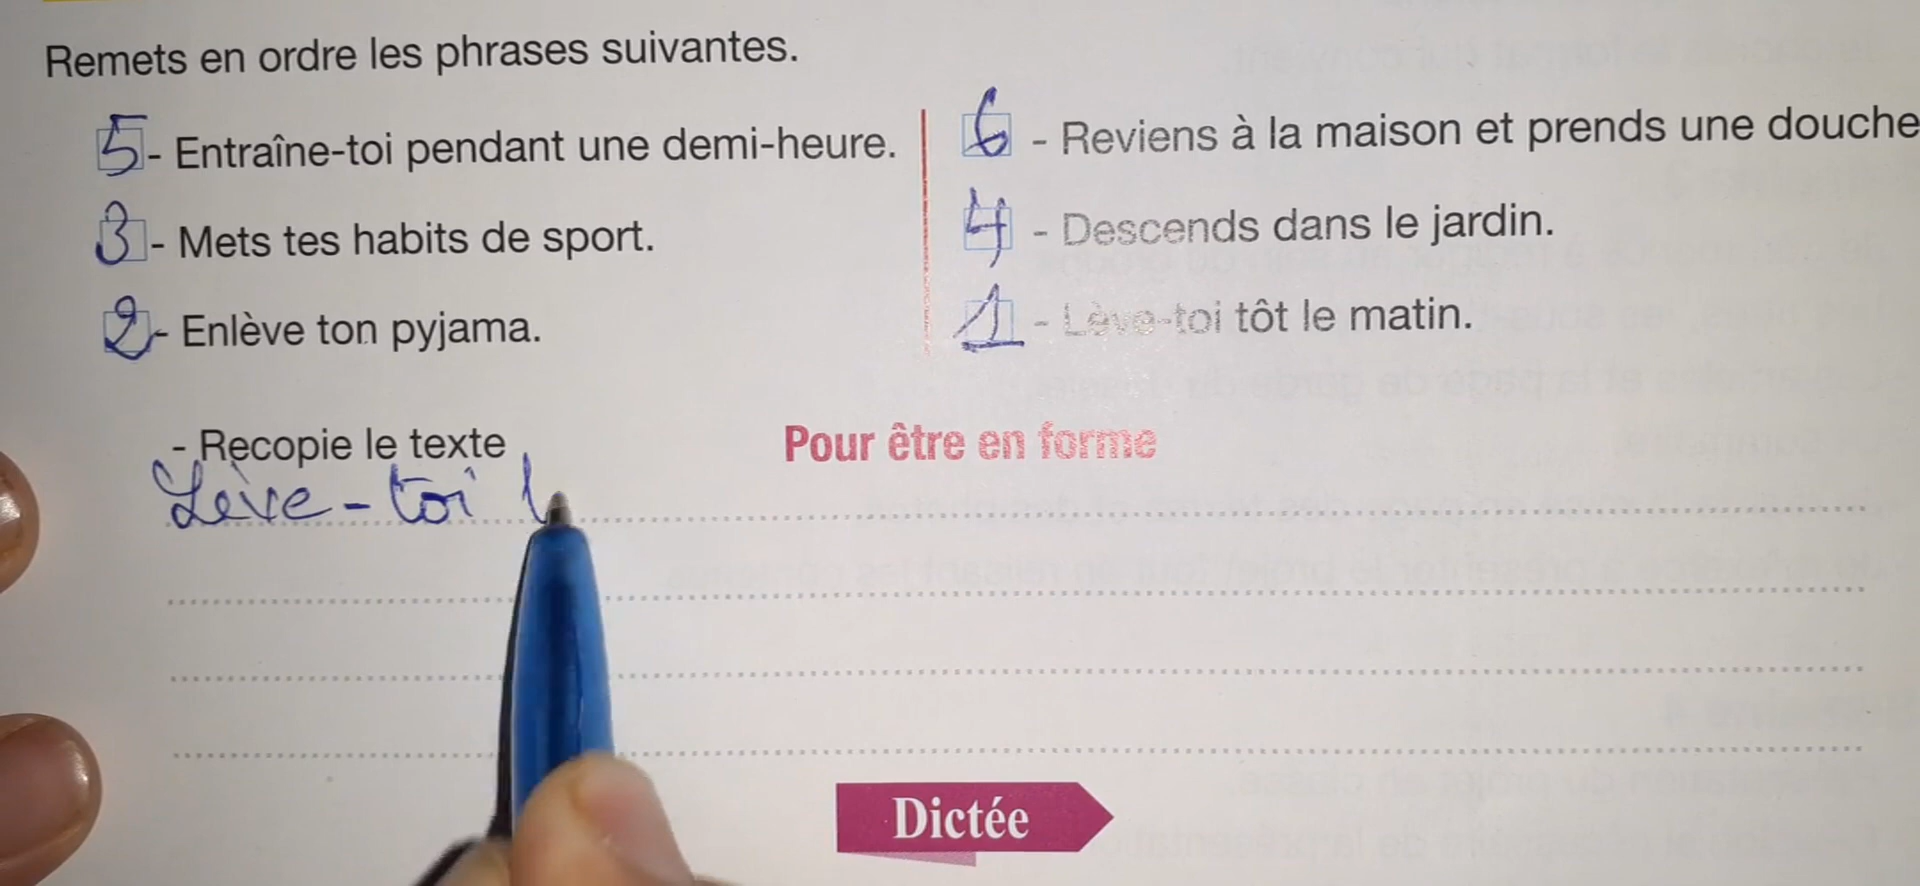 Remets en ordre les phrases suivantes.
5 - Entraîne-toi pendant une demi-heure.
3 - Mets tes habits de sport.
2 - Enlève ton pyjama.
6 - Reviens à la maison et prends une douche
4 - Descends dans le jardin.
1 - Lève-toi tôt le matin.
- Recopie le texte
Pour être en forme
Lève-toi
Dictée